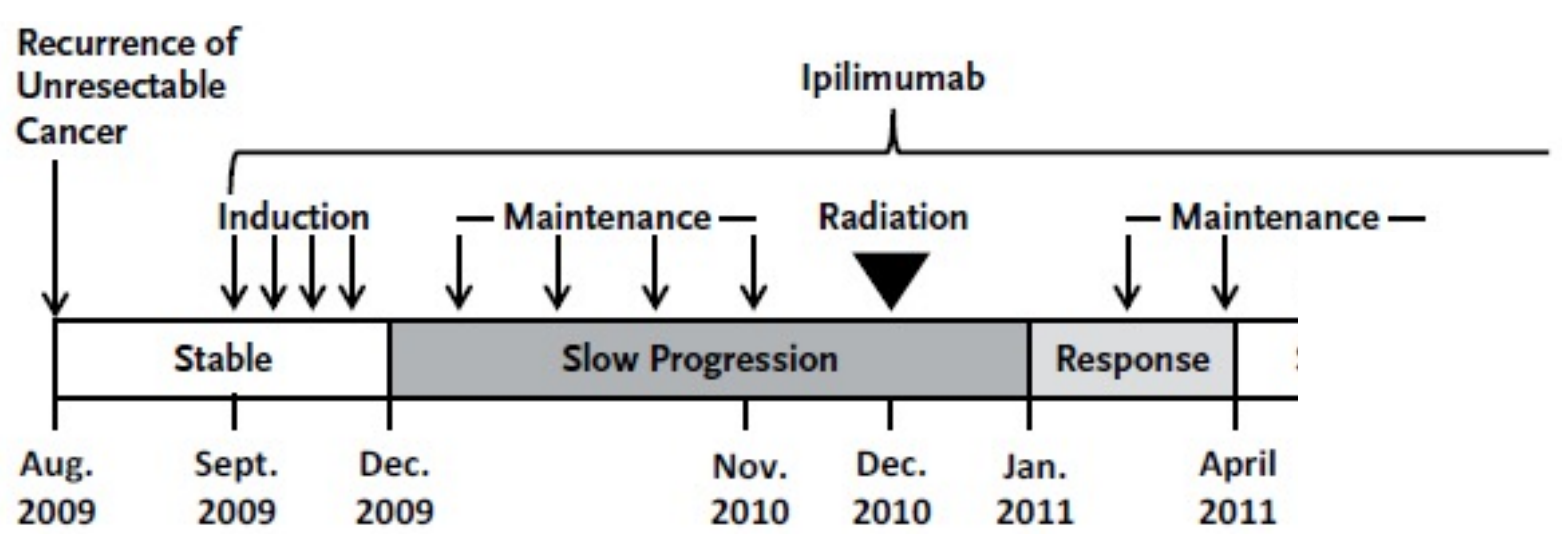 Recurrence of
Unresectable
Cancer
Ipilimumab
Induction
Maintenance
Radiation
Maintenance
Stable
Slow Progression
Response
Aug.
2009
Sept.
2009
Dec.
2009
Nov.
2010
Dec.
2010
Jan.
2011
April
2011